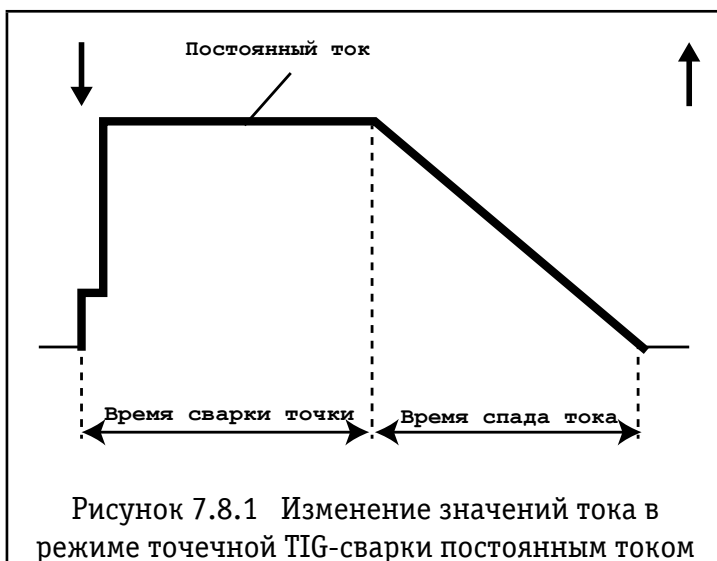 Постоянный ток
Время сварки точки
Время спада тока
Рисунок 7.8.1 Изменение значений тока в
режиме точечной TIG-сварки постоянным током